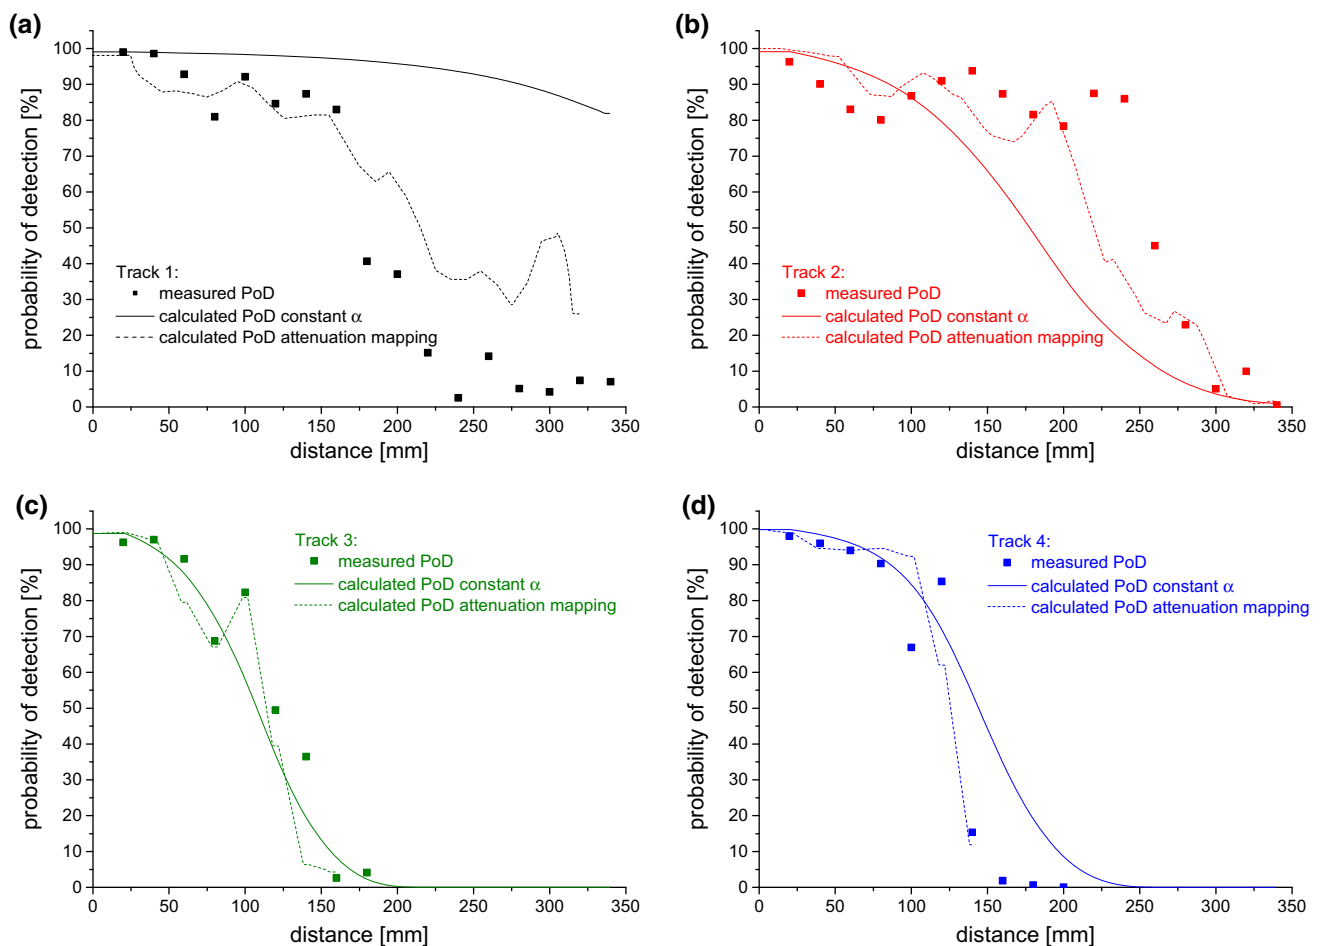 (a)
probability of detection [%]
100
90
80
70
60
50
40
30
20
10
0
Track 1:
measured PoD
calculated PoD constant α
calculated PoD attenuation mapping
0 50 100 150 200 250 300 350
distance [mm]
(b)
probability of detection [%]
100
90
80
70
60
50
40
30
20
10
0
Track 2:
measured PoD
calculated PoD constant α
calculated PoD attenuation mapping
0 50 100 150 200 250 300 350
distance [mm]
(c)
probability of detection [%]
100
90
80
70
60
50
40
30
20
10
0
Track 3:
measured PoD
calculated PoD constant α
calculated PoD attenuation mapping
0 50 100 150 200 250 300 350
distance [mm]
(d)
probability of detection [%]
100
90
80
70
60
50
40
30
20
10
0
Track 4:
measured PoD
calculated PoD constant α
calculated PoD attenuation mapping
0 50 100 150 200 250 300 350
distance [mm]